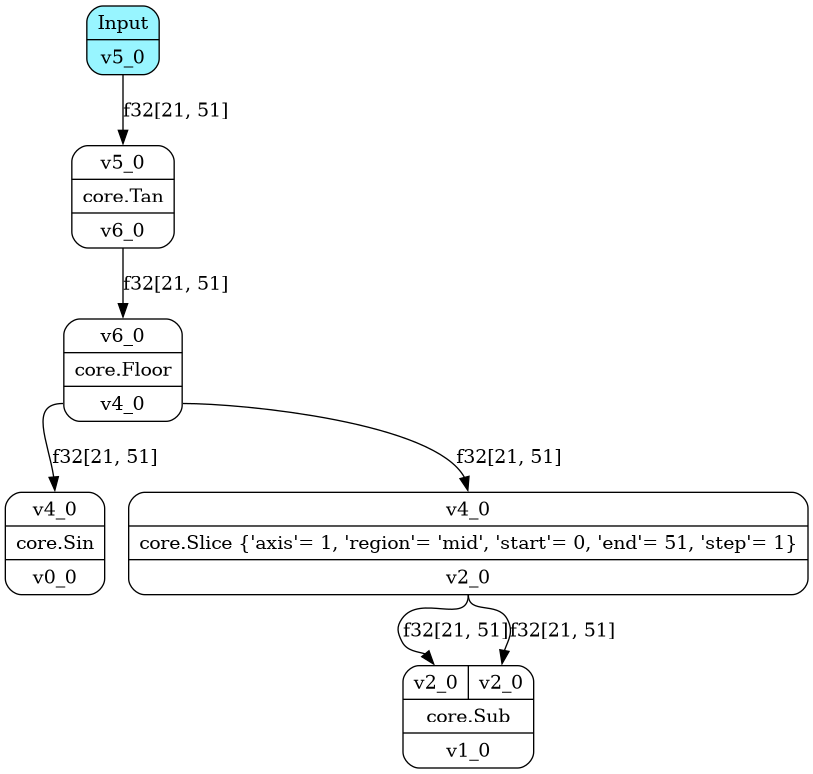 Input
v5_0
f32[21, 51]
v5_0
core.Tan
v6_0
f32[21, 51]
v6_0
core.Floor
v4_0
f32[21, 51]
f32[21, 51]
v4_0
core.Sin
v0_0
v4_0
core.Slice {'axis'= 1, 'region'= 'mid', 'start'= 0, 'end'= 51, 'step'= 1}
v2_0
f32[21, 51]
f32[21, 51]
v2_0
v2_0
core.Sub
v1_0